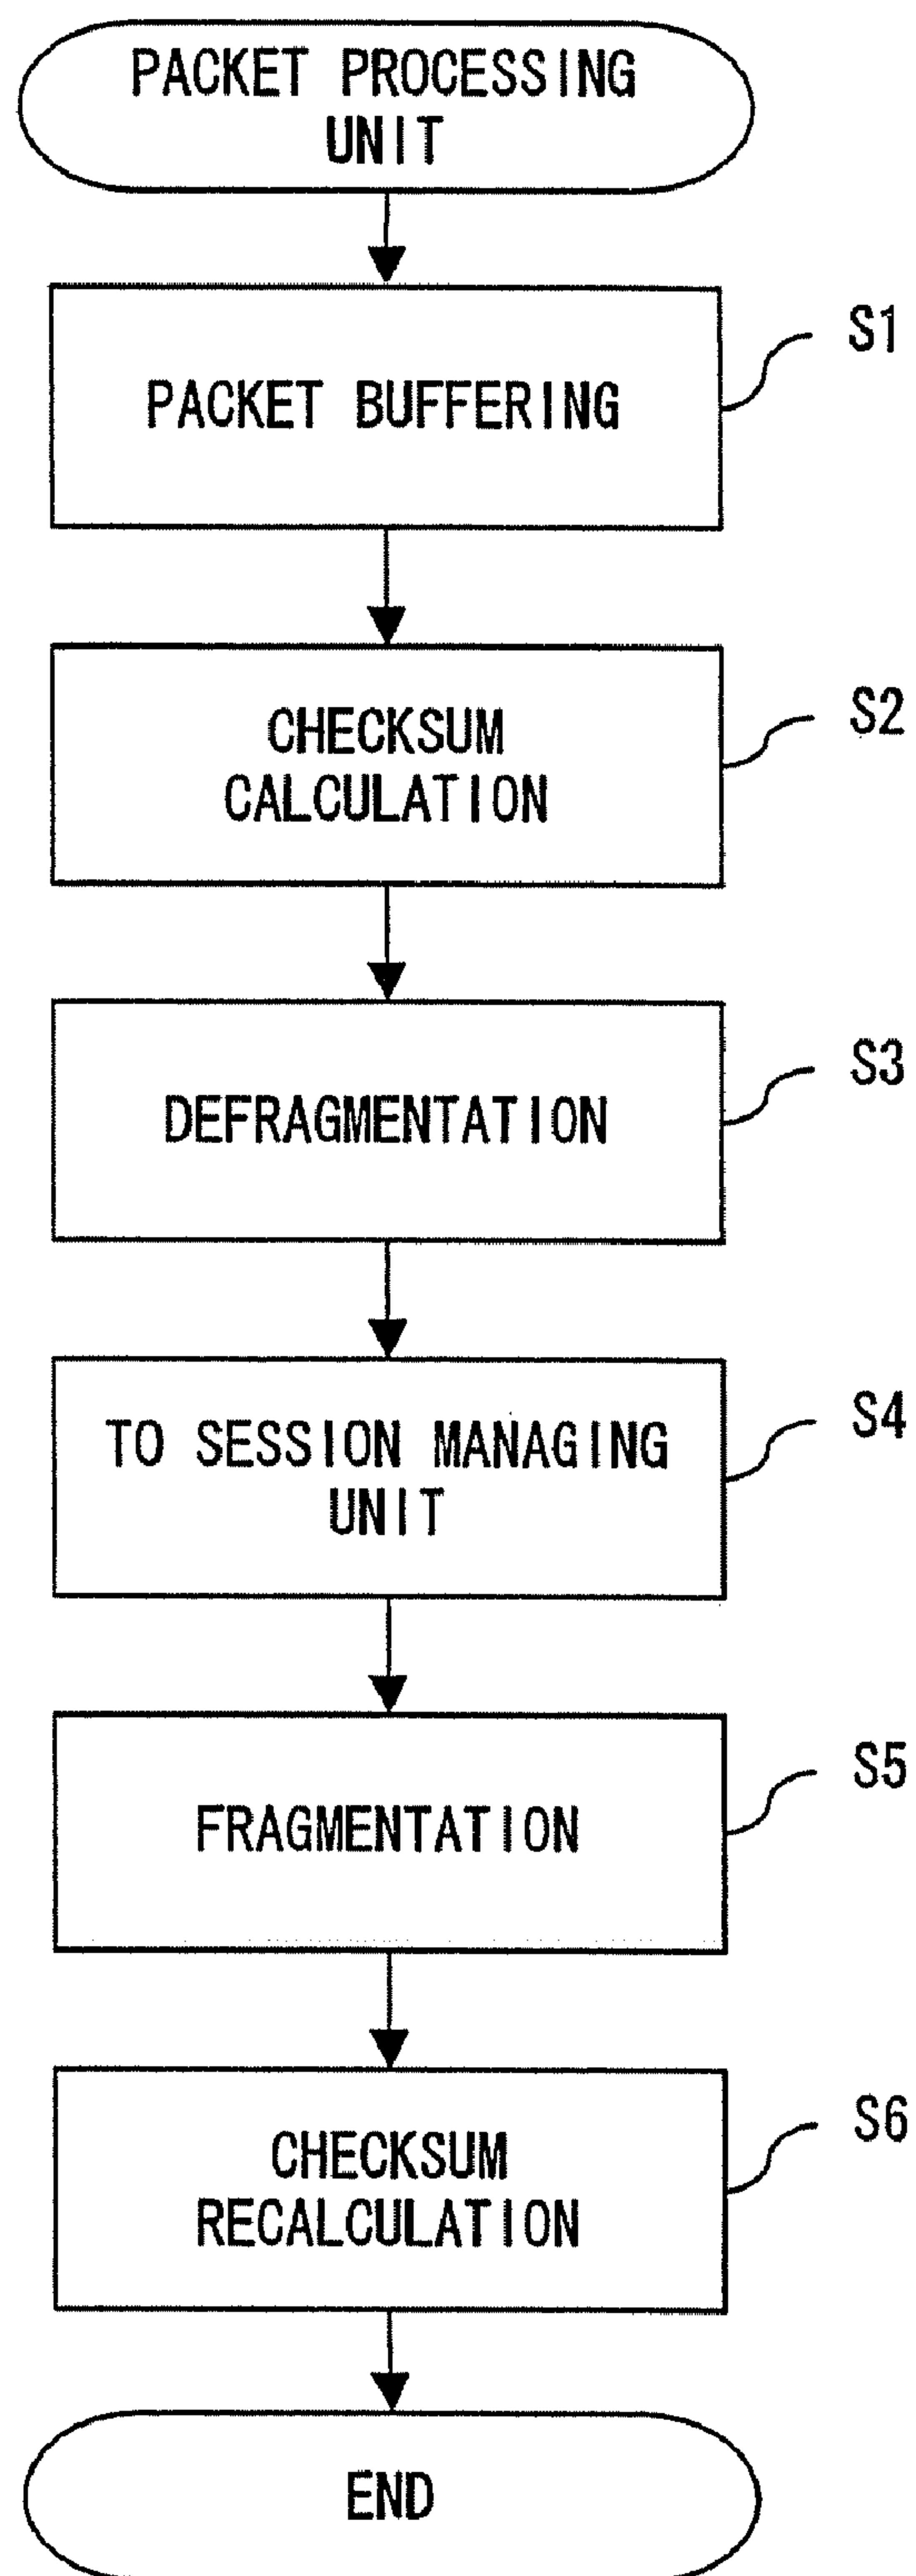 PACKET PROCESSING
UNIT
S1
PACKET BUFFERING
S2
CHECKSUM
CALCULATION
S3
DEFRAGMENTATION
S4
TO SESSION MANAGING
UNIT
S5
FRAGMENTATION
S6
CHECKSUM
RECALCULATION
END